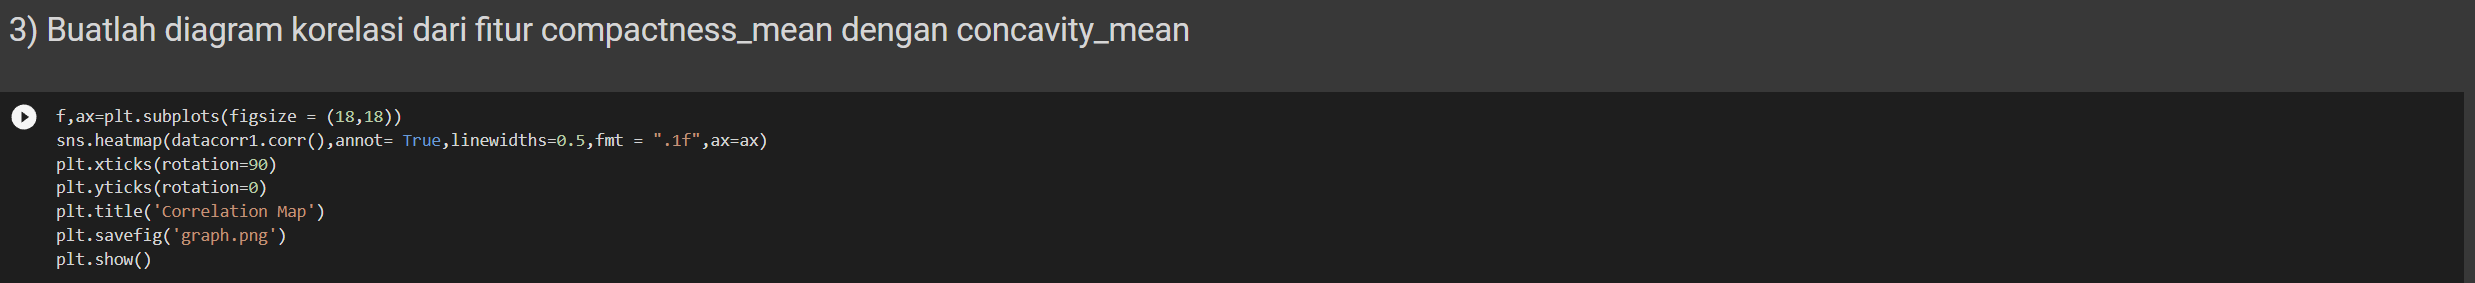 3) Buatlah diagram korelasi dari fitur compactness_mean dengan concavity_mean
f,ax=plt.subplots(figsize = (18,18))
sns.heatmap(datacorr1.corr(),annot= True,linewidths=0.5,fmt = ".1f",ax=ax)
plt.xticks(rotation=90)
plt.yticks(rotation=0)
plt.title('Correlation Map')
plt.savefig('graph.png')
plt.show()